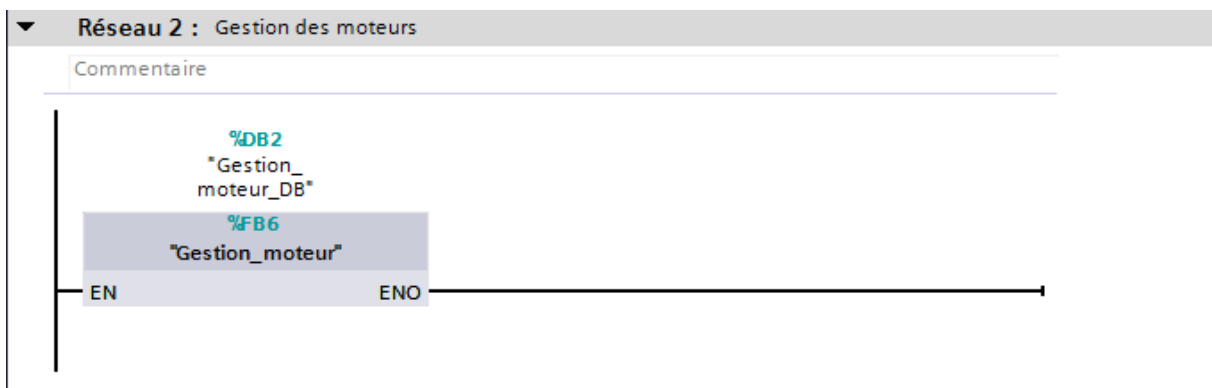 Réseau 2 : Gestion des moteurs
Commentaire
%DB2
"Gestion_
moteur_DB"
%FB6
"Gestion_moteur"
EN ENO